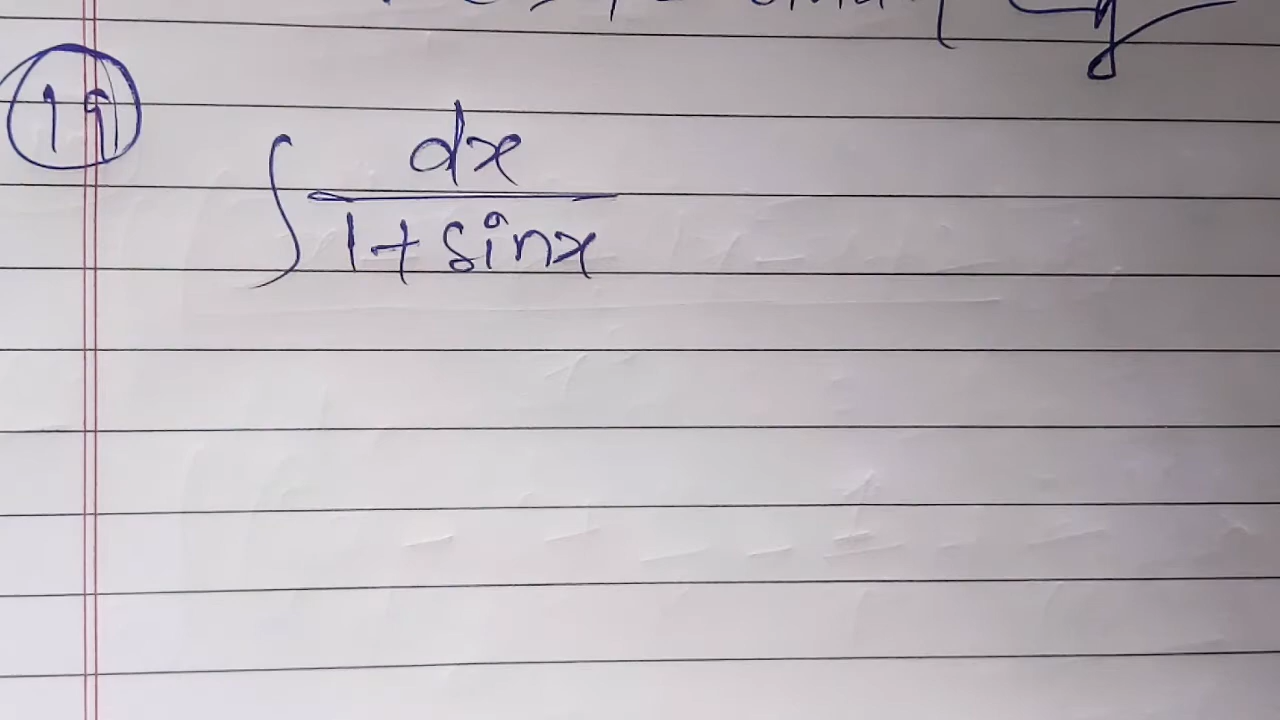 19
∫ dx
1+sinx